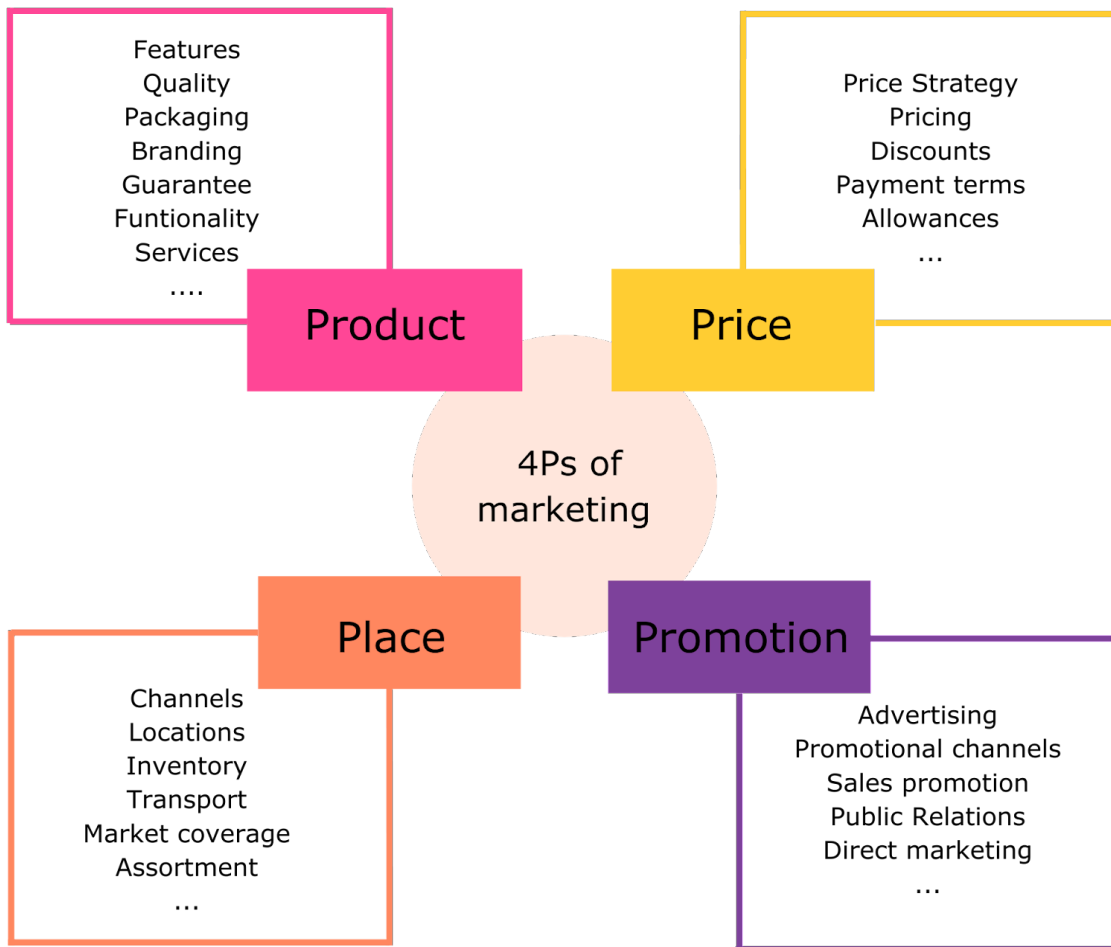 Features
Quality
Packaging
Branding
Guarantee
Funtionality
Services
....
Product
Price Strategy
Pricing
Discounts
Payment terms
Allowances
...
Price
4Ps of
marketing
Place
Channels
Locations
Inventory
Transport
Market coverage
Assortment
...
Promotion
Advertising
Promotional channels
Sales promotion
Public Relations
Direct marketing
...